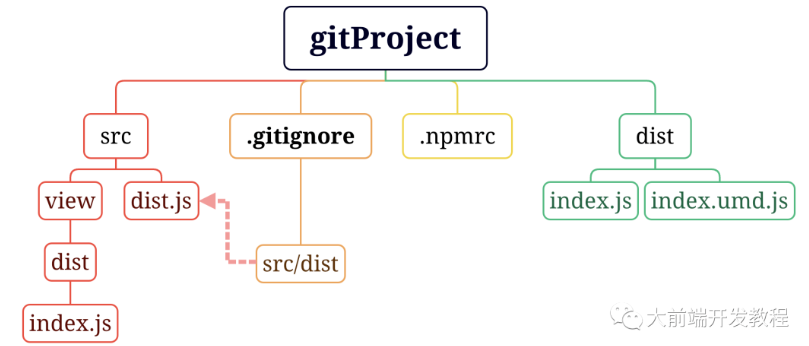 gitProject
src
.gitignore
.npmrc
dist
view
dist.js
index.js
index.umd.js
dist
src/dist
index.js
大前端开发教程